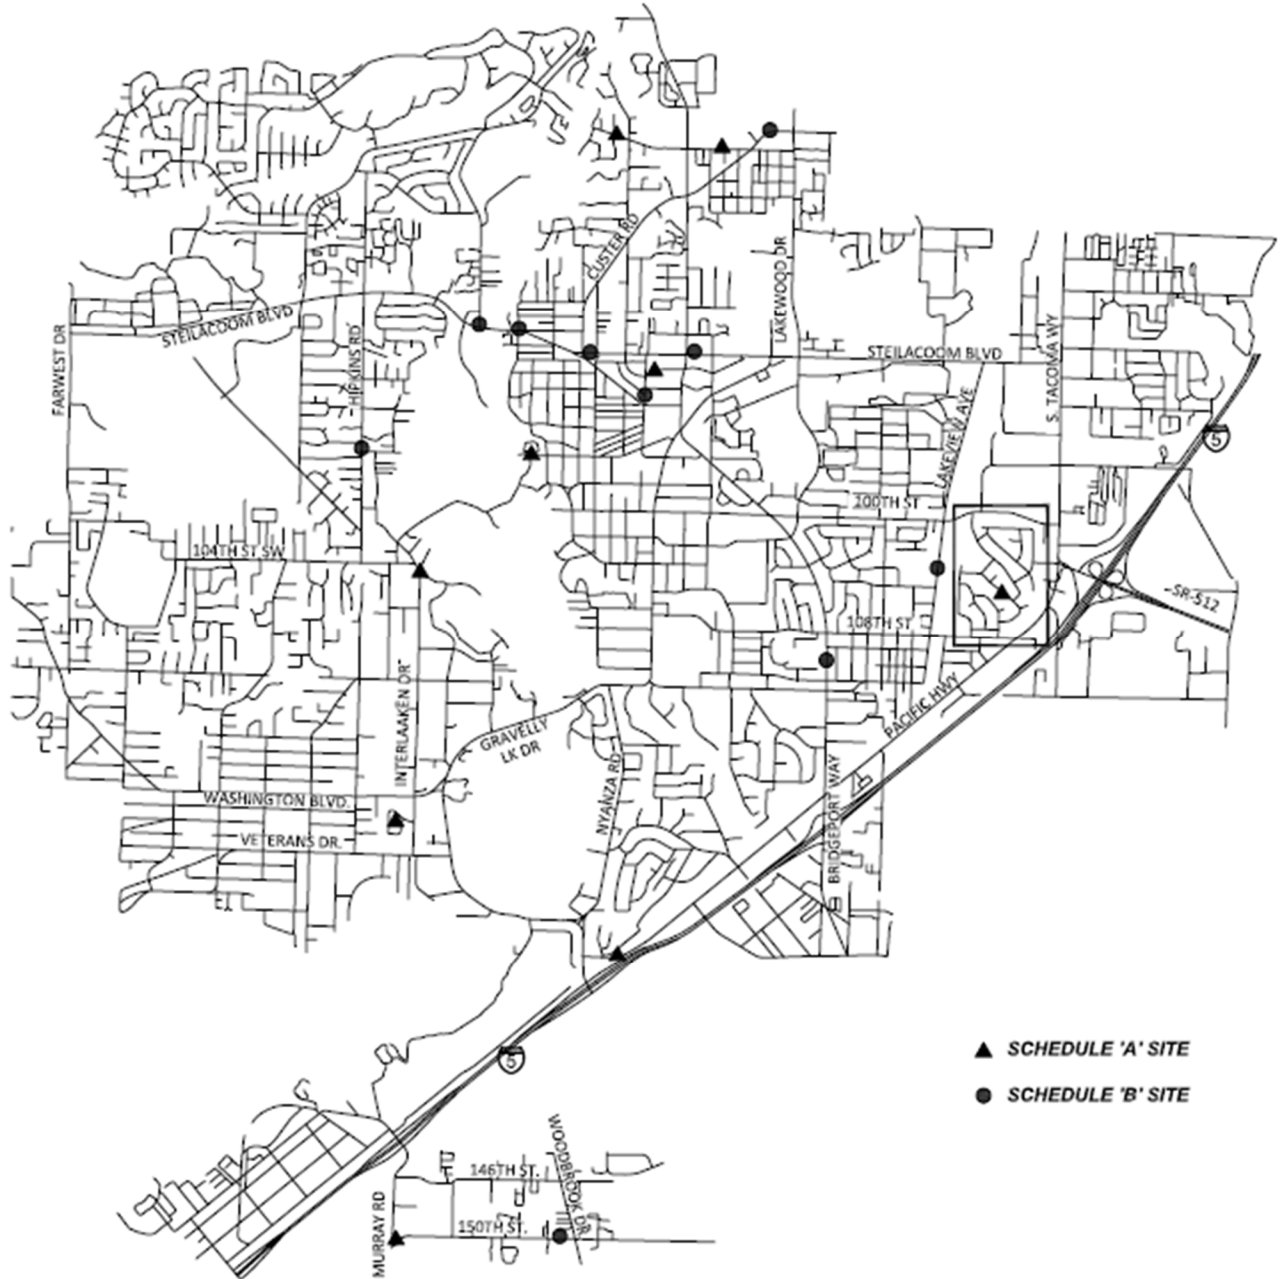 CUSTER RD
LAKEWOOD DR
STEILACOOM BLVD
FARWEST DR
HIPKINS RD
STEILACOOM BLVD
S. TACOMA WY
LAKEVIEW AVE
5
100TH ST
104TH ST SW
SR-512
108TH ST
INTERLAAKEN DR
GRAVELLY
LK DR
PACIFIC HWY
NYANZA RD
BRIDGEPORT WAY
WASHINGTON BLVD.
VETERANS DR.
5
SCHEDULE 'A' SITE
SCHEDULE 'B' SITE
WOODBROOK DR
146TH ST.
MURRAY RD
150TH ST.